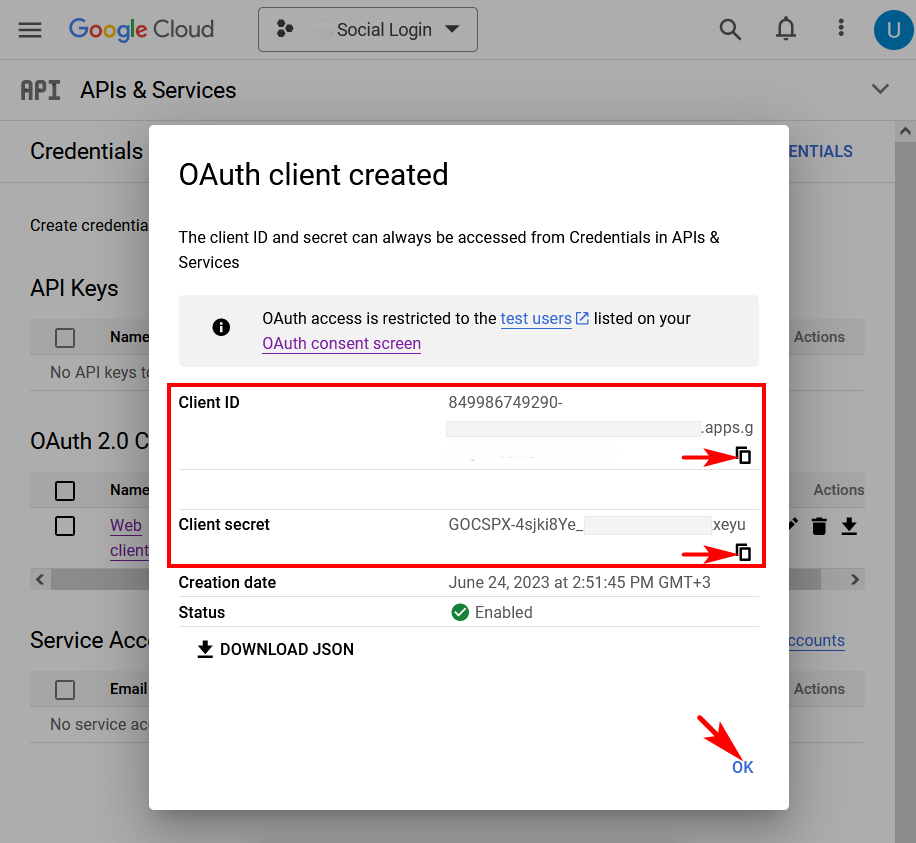 Google Cloud
Social Login
U
API APIs & Services
Credentials
ENTIALS
OAuth client created
Create credentia
The client ID and secret can always be accessed from Credentials in APIs &
Services
API Keys
OAuth access is restricted to the test users listed on your
OAuth consent screen
Name
Actions
No API keys to
Client ID
849986749290-
.apps.g
OAuth 2.0 C
Name
Actions
Web
client
Client secret
GOCSPX-4sjki8Ye_
xeyu
Creation date
June 24, 2023 at 2:51:45 PM GMT+3
Status
Enabled
Service Acc
ccounts
DOWNLOAD JSON
Email
Actions
No service ac
OK